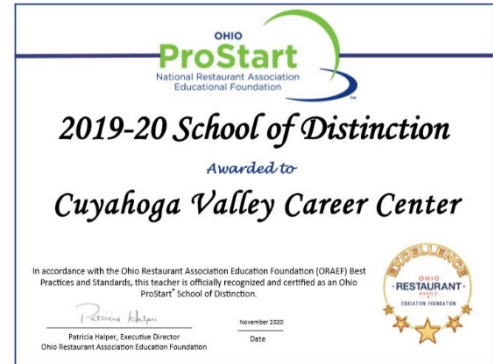 OHIO
ProStart
National Restaurant Association
Educational Foundation
2019-20 School of Distinction
Awarded to
Cuyahoga Valley Career Center
In accordance with the Ohio Restaurant Association Education Foundation (ORAEF) Best
Practices and Standards, this teacher is officially recognized and certified as an Ohio
ProStart® School of Distinction.
Patricia Halper
Patricia Halper, Executive Director
Ohio Restaurant Association Education Foundation
November 2020
Date
EXCELLENCE
OHIO
RESTAURANT
ASSOC.
EDUCATION FOUNDATION